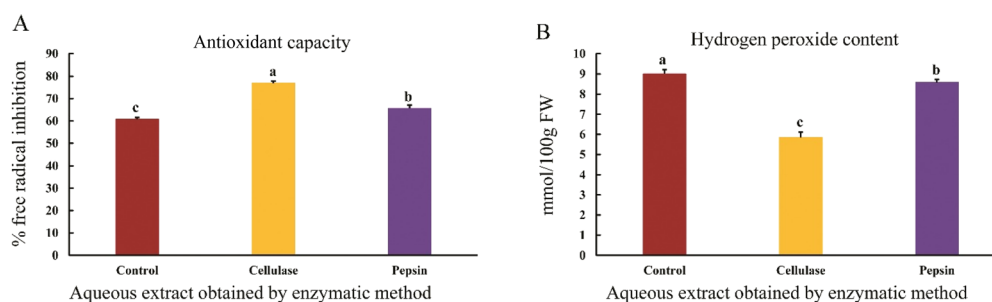 A
Antioxidant capacity
% free radical inhibition
90
80
70
60
50
40
30
20
10
0
c
a
b
Control
Cellulase
Pepsin
Aqueous extract obtained by enzymatic method
B
Hydrogen peroxide content
mmol/100g FW
10
9
8
7
6
5
4
3
2
1
0
a
c
b
Control
Cellulase
Pepsin
Aqueous extract obtained by enzymatic method